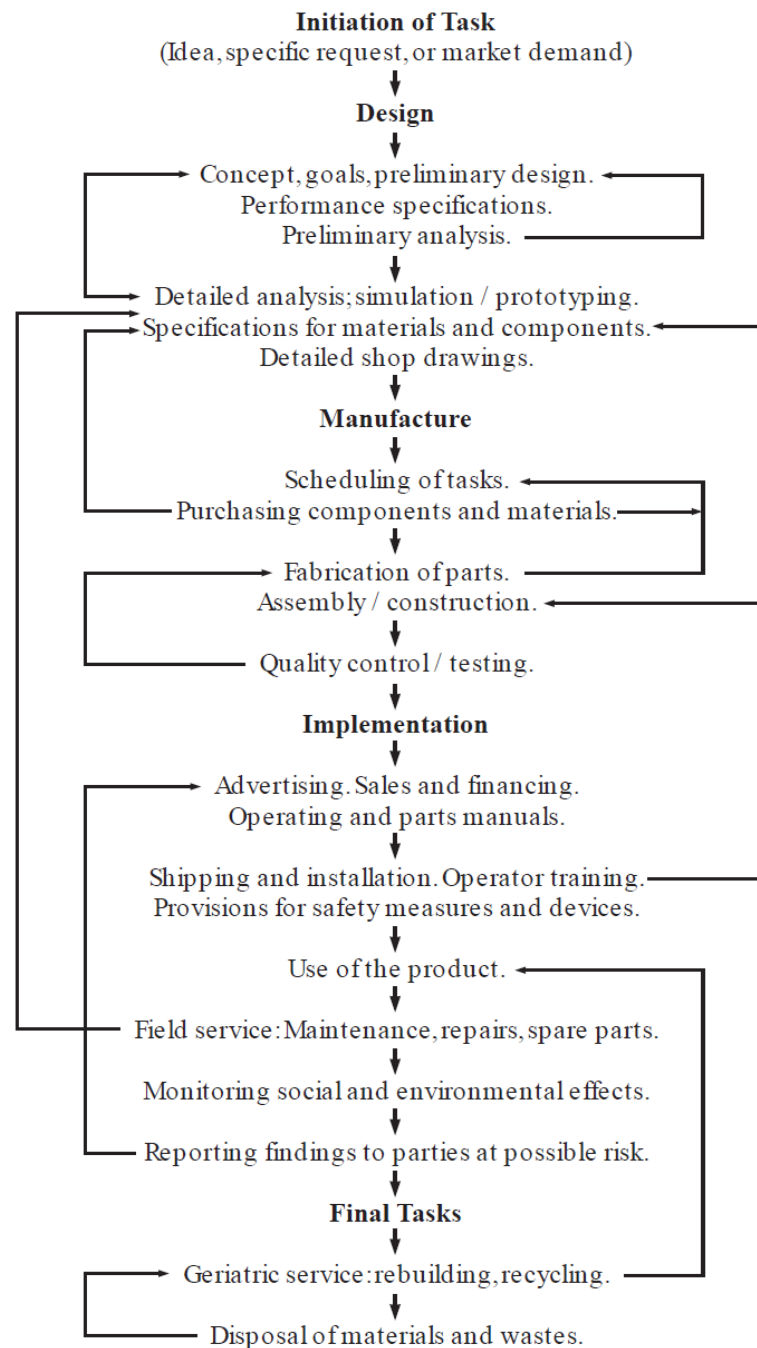 Initiation of Task
(Idea, specific request, or market demand)
Design
Concept, goals, preliminary design.
Performance specifications.
Preliminary analysis.
Detailed analysis; simulation / prototyping.
Specifications for materials and components.
Detailed shop drawings.
Manufacture
Scheduling of tasks.
Purchasing components and materials.
Fabrication of parts.
Assembly / construction.
Quality control / testing.
Implementation
Advertising. Sales and financing.
Operating and parts manuals.
Shipping and installation. Operator training.
Provisions for safety measures and devices.
Use of the product.
Field service: Maintenance, repairs, spare parts.
Monitoring social and environmental effects.
Reporting findings to parties at possible risk.
Final Tasks
Geriatric service: rebuilding, recycling.
Disposal of materials and wastes.